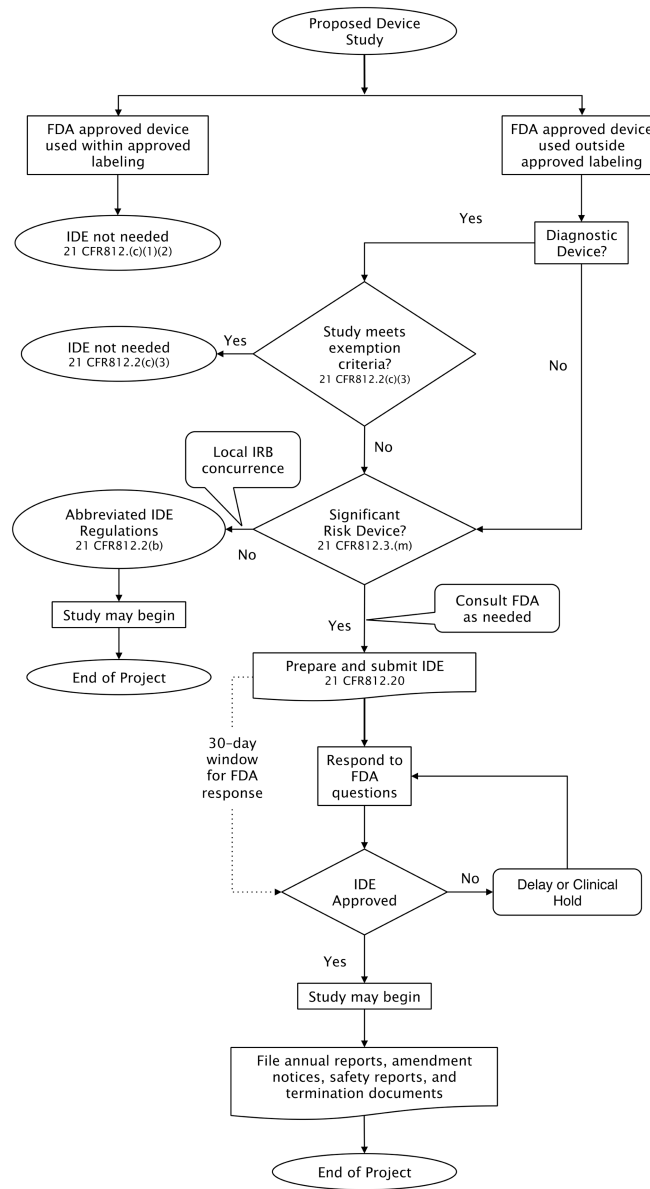 Proposed Device
Study
FDA approved device
used within approved
labeling
FDA approved device
used outside
approved labeling
IDE not needed
21 CFR812.(c)(1)(2)
Yes
Diagnostic
Device?
IDE not needed
21 CFR812.2(c)(3)
Yes
Study meets
exemption
criteria?
21 CFR812.2(c)(3)
No
No
Local IRB
concurrence
Abbreviated IDE
Regulations
21 CFR812.2(b)
No
Significant
Risk Device?
21 CFR812.3.(m)
Study may begin
Yes
Consult FDA
as needed
End of Project
Prepare and submit IDE
21 CFR812.20
30-day
window
for FDA
response
Respond to
FDA
questions
IDE
Approved
No
Delay or Clinical
Hold
Yes
Study may begin
File annual reports, amendment
notices, safety reports, and
termination documents
End of Project